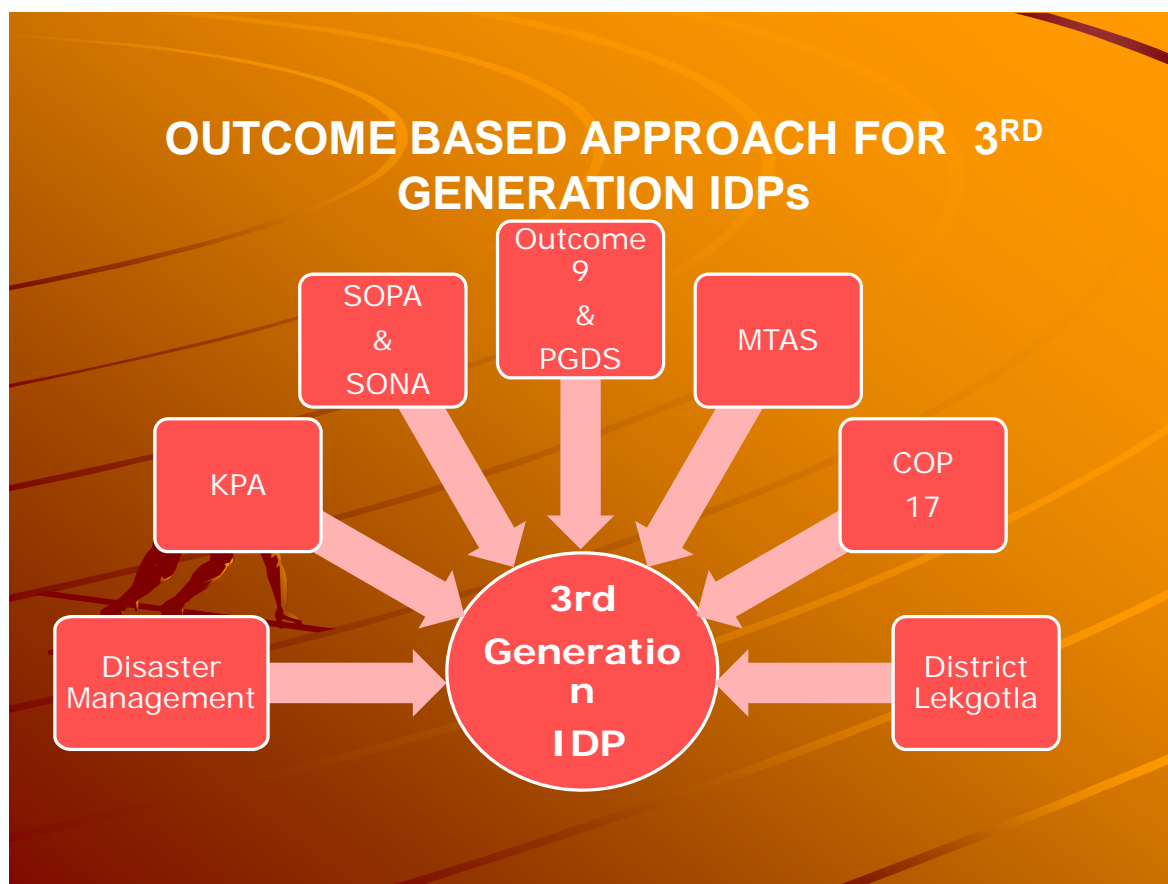 OUTCOME BASED APPROACH FOR 3RD
GENERATION IDPs
Outcome
9
&
PGDS
SOPA
&
SONA
MTAS
KPA
COP
17
Disaster
Management
District
Lekgotla
3rd
Generatio
n
IDP